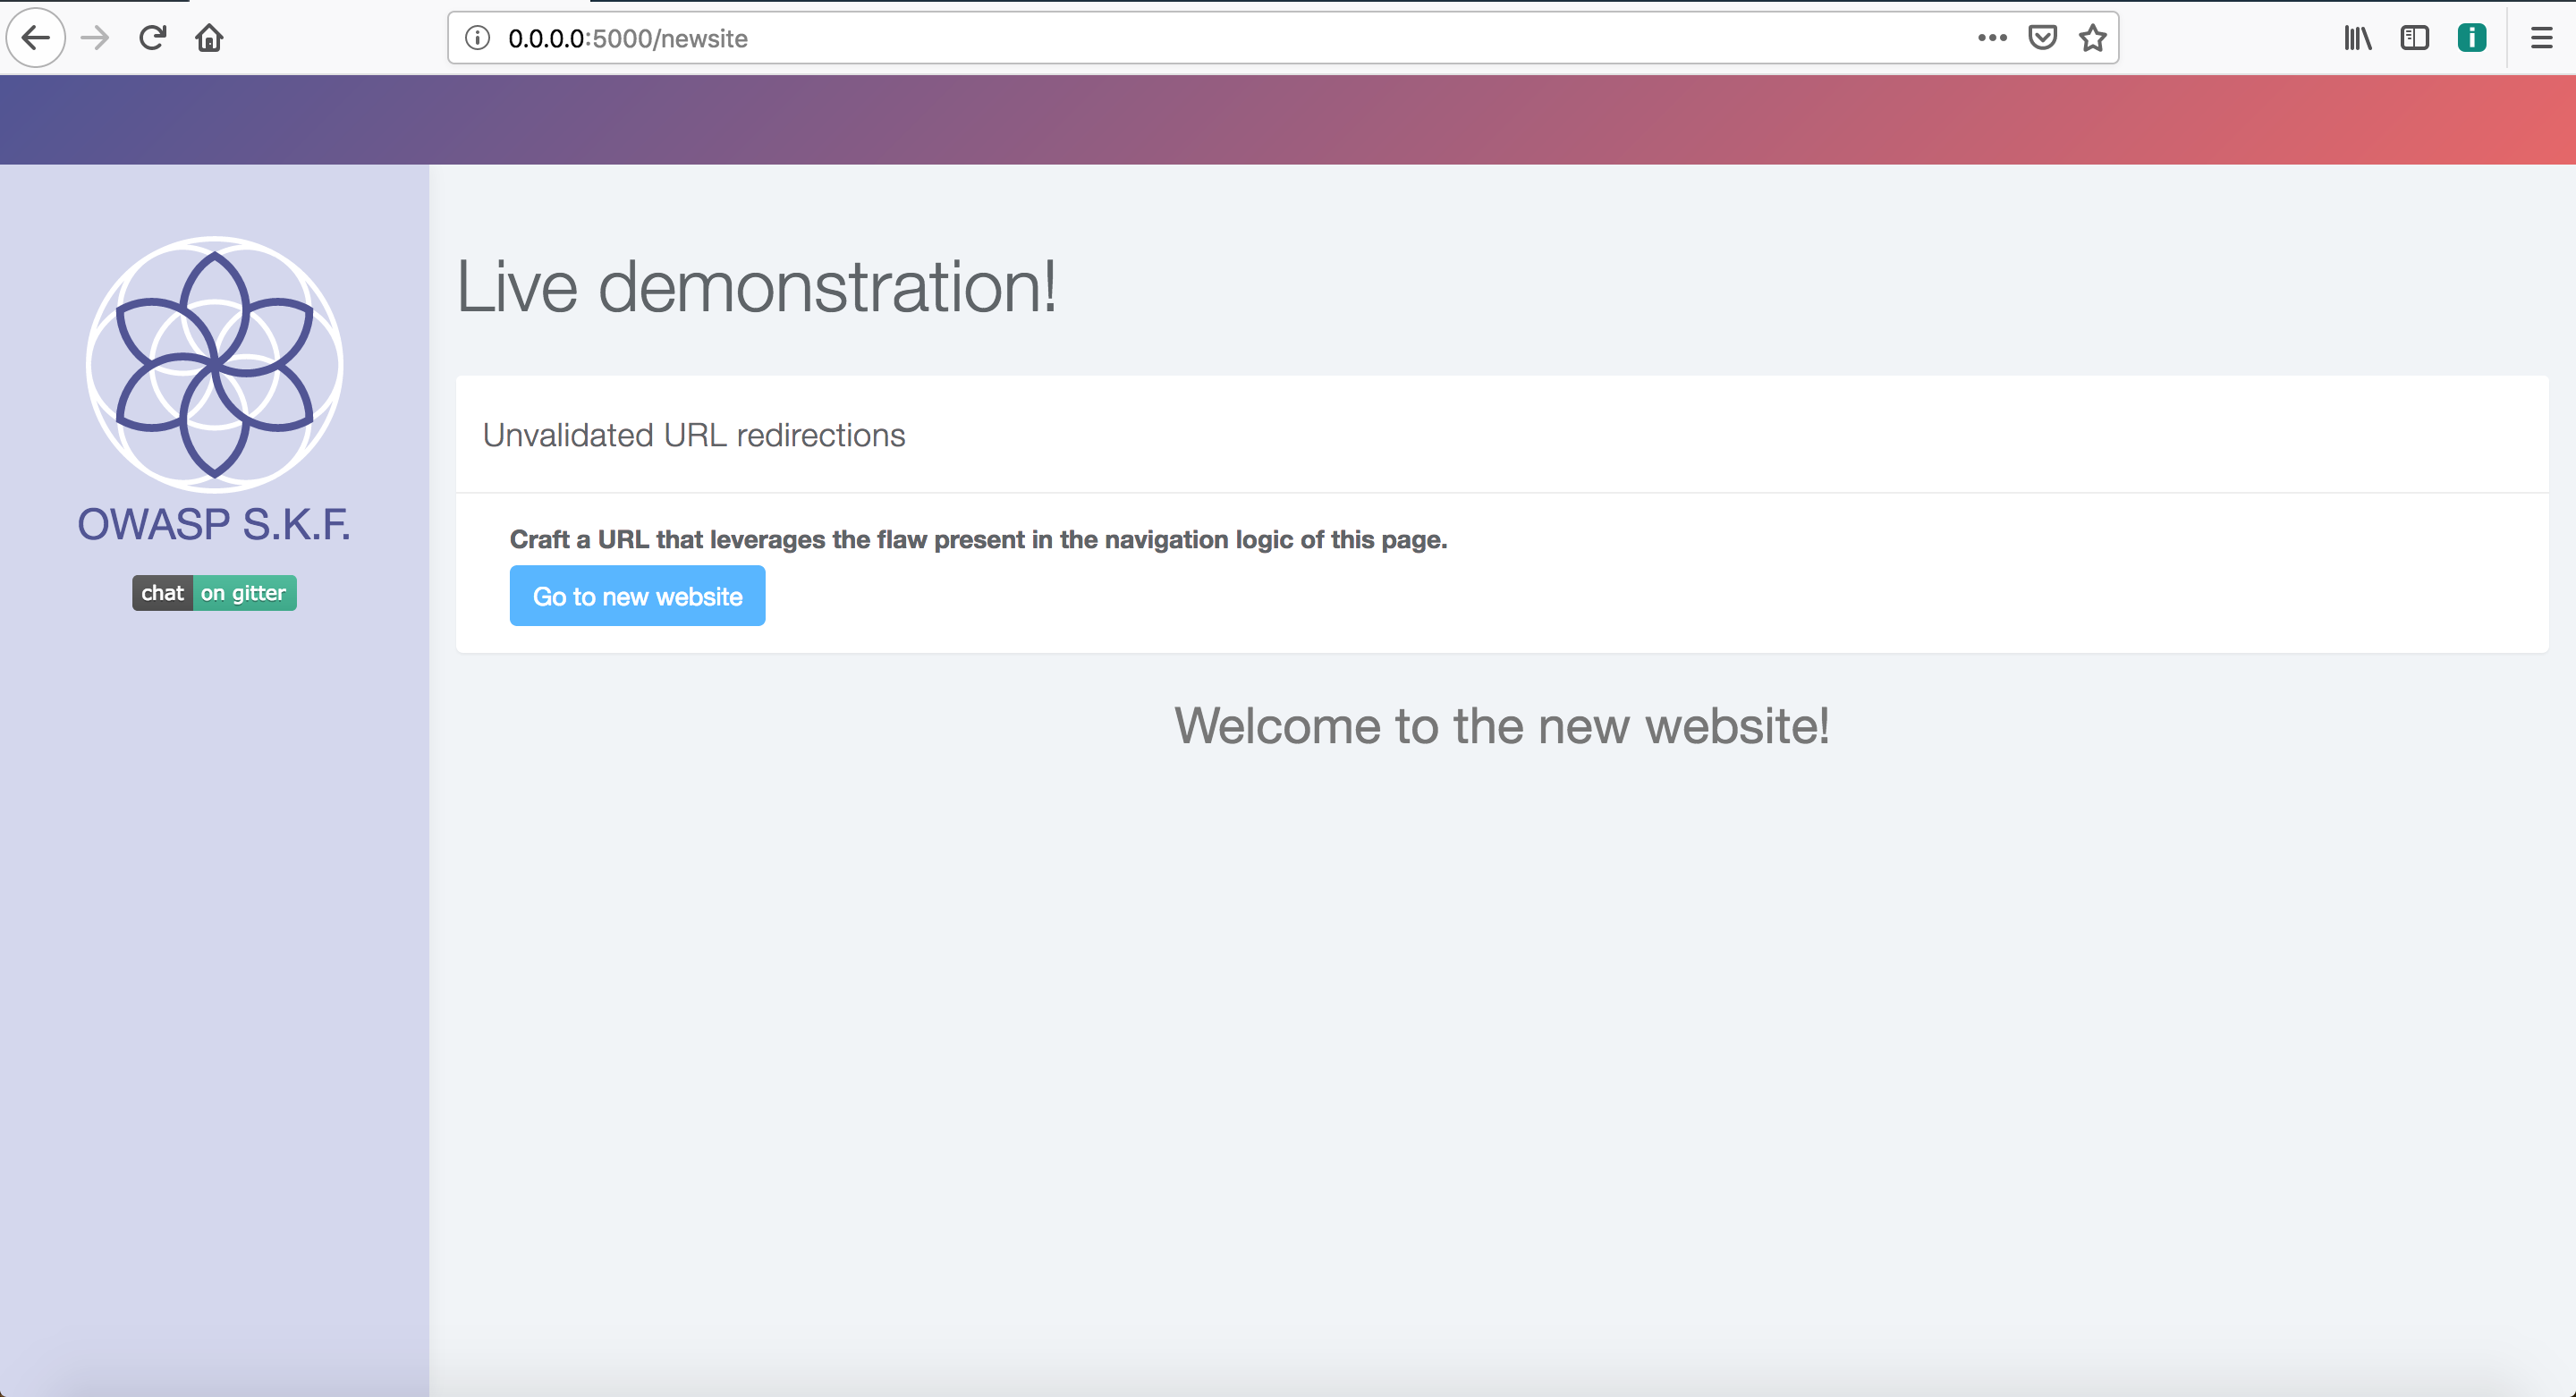 0.0.0.0:5000/newsite
Live demonstration!
Unvalidated URL redirections
OWASP S.K.F.
Craft a URL that leverages the flaw present in the navigation logic of this page.
chat on gitter
Go to new website
Welcome to the new website!